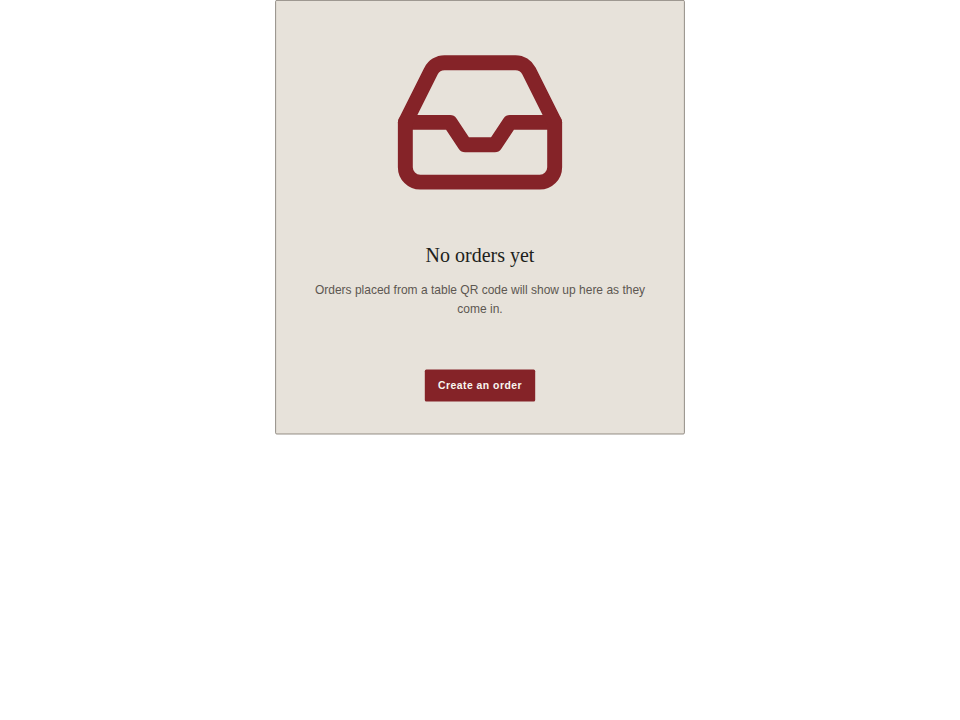 No orders yet
Orders placed from a table QR code will show up here as they
come in.
Create an order